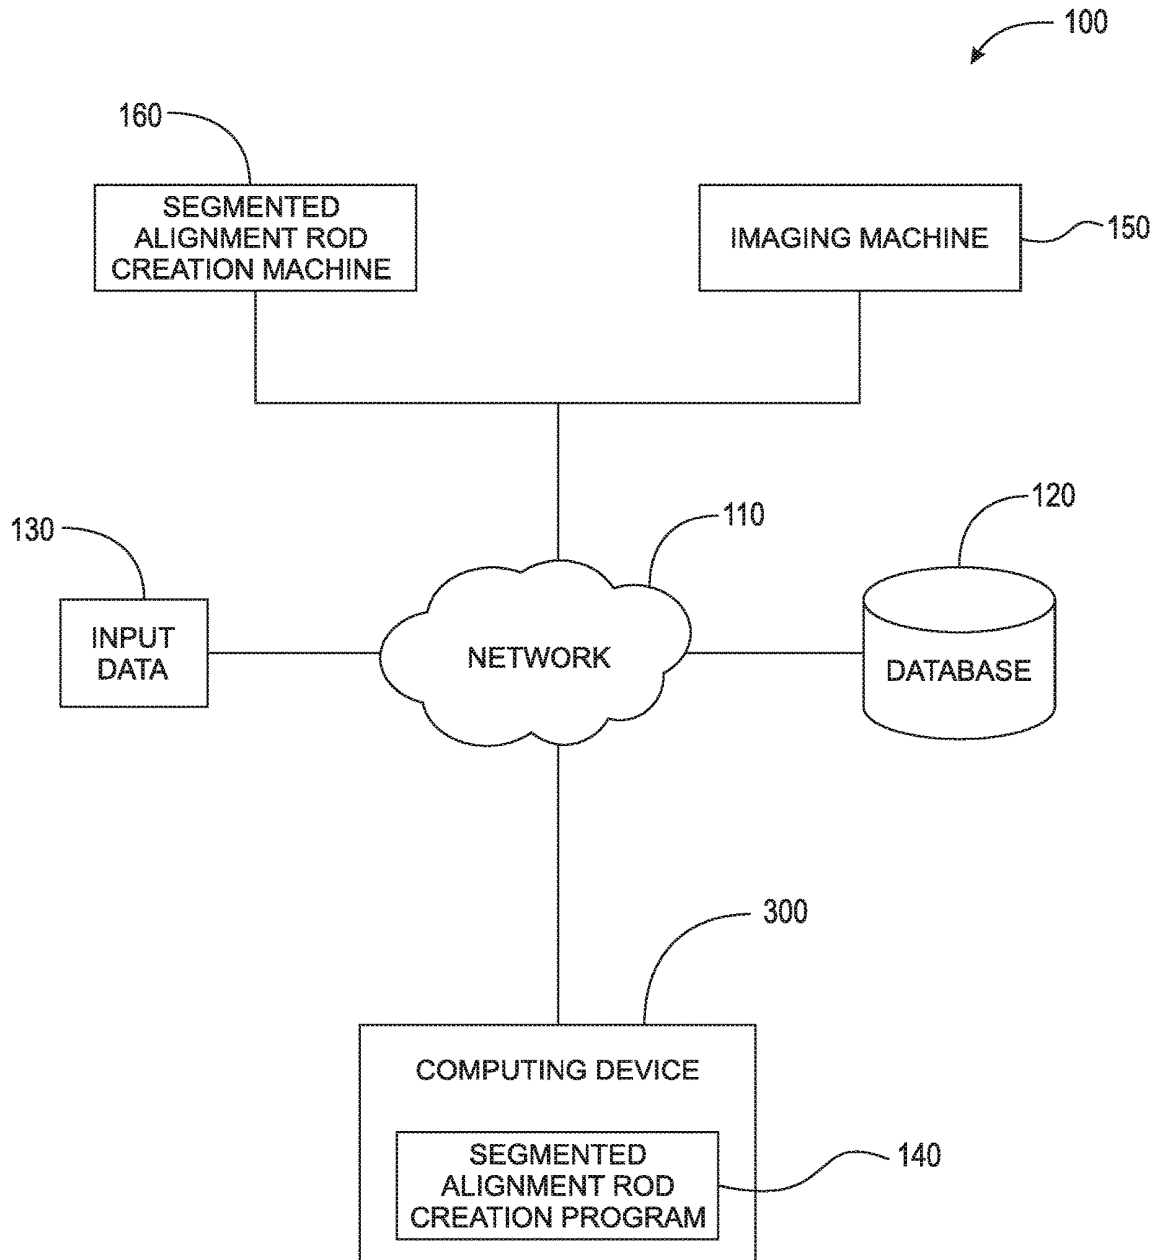 100
160
SEGMENTED
ALIGNMENT ROD
CREATION MACHINE
IMAGING MACHINE
150
130
110
120
INPUT
DATA
NETWORK
DATABASE
300
COMPUTING DEVICE
SEGMENTED
ALIGNMENT ROD
CREATION PROGRAM
140